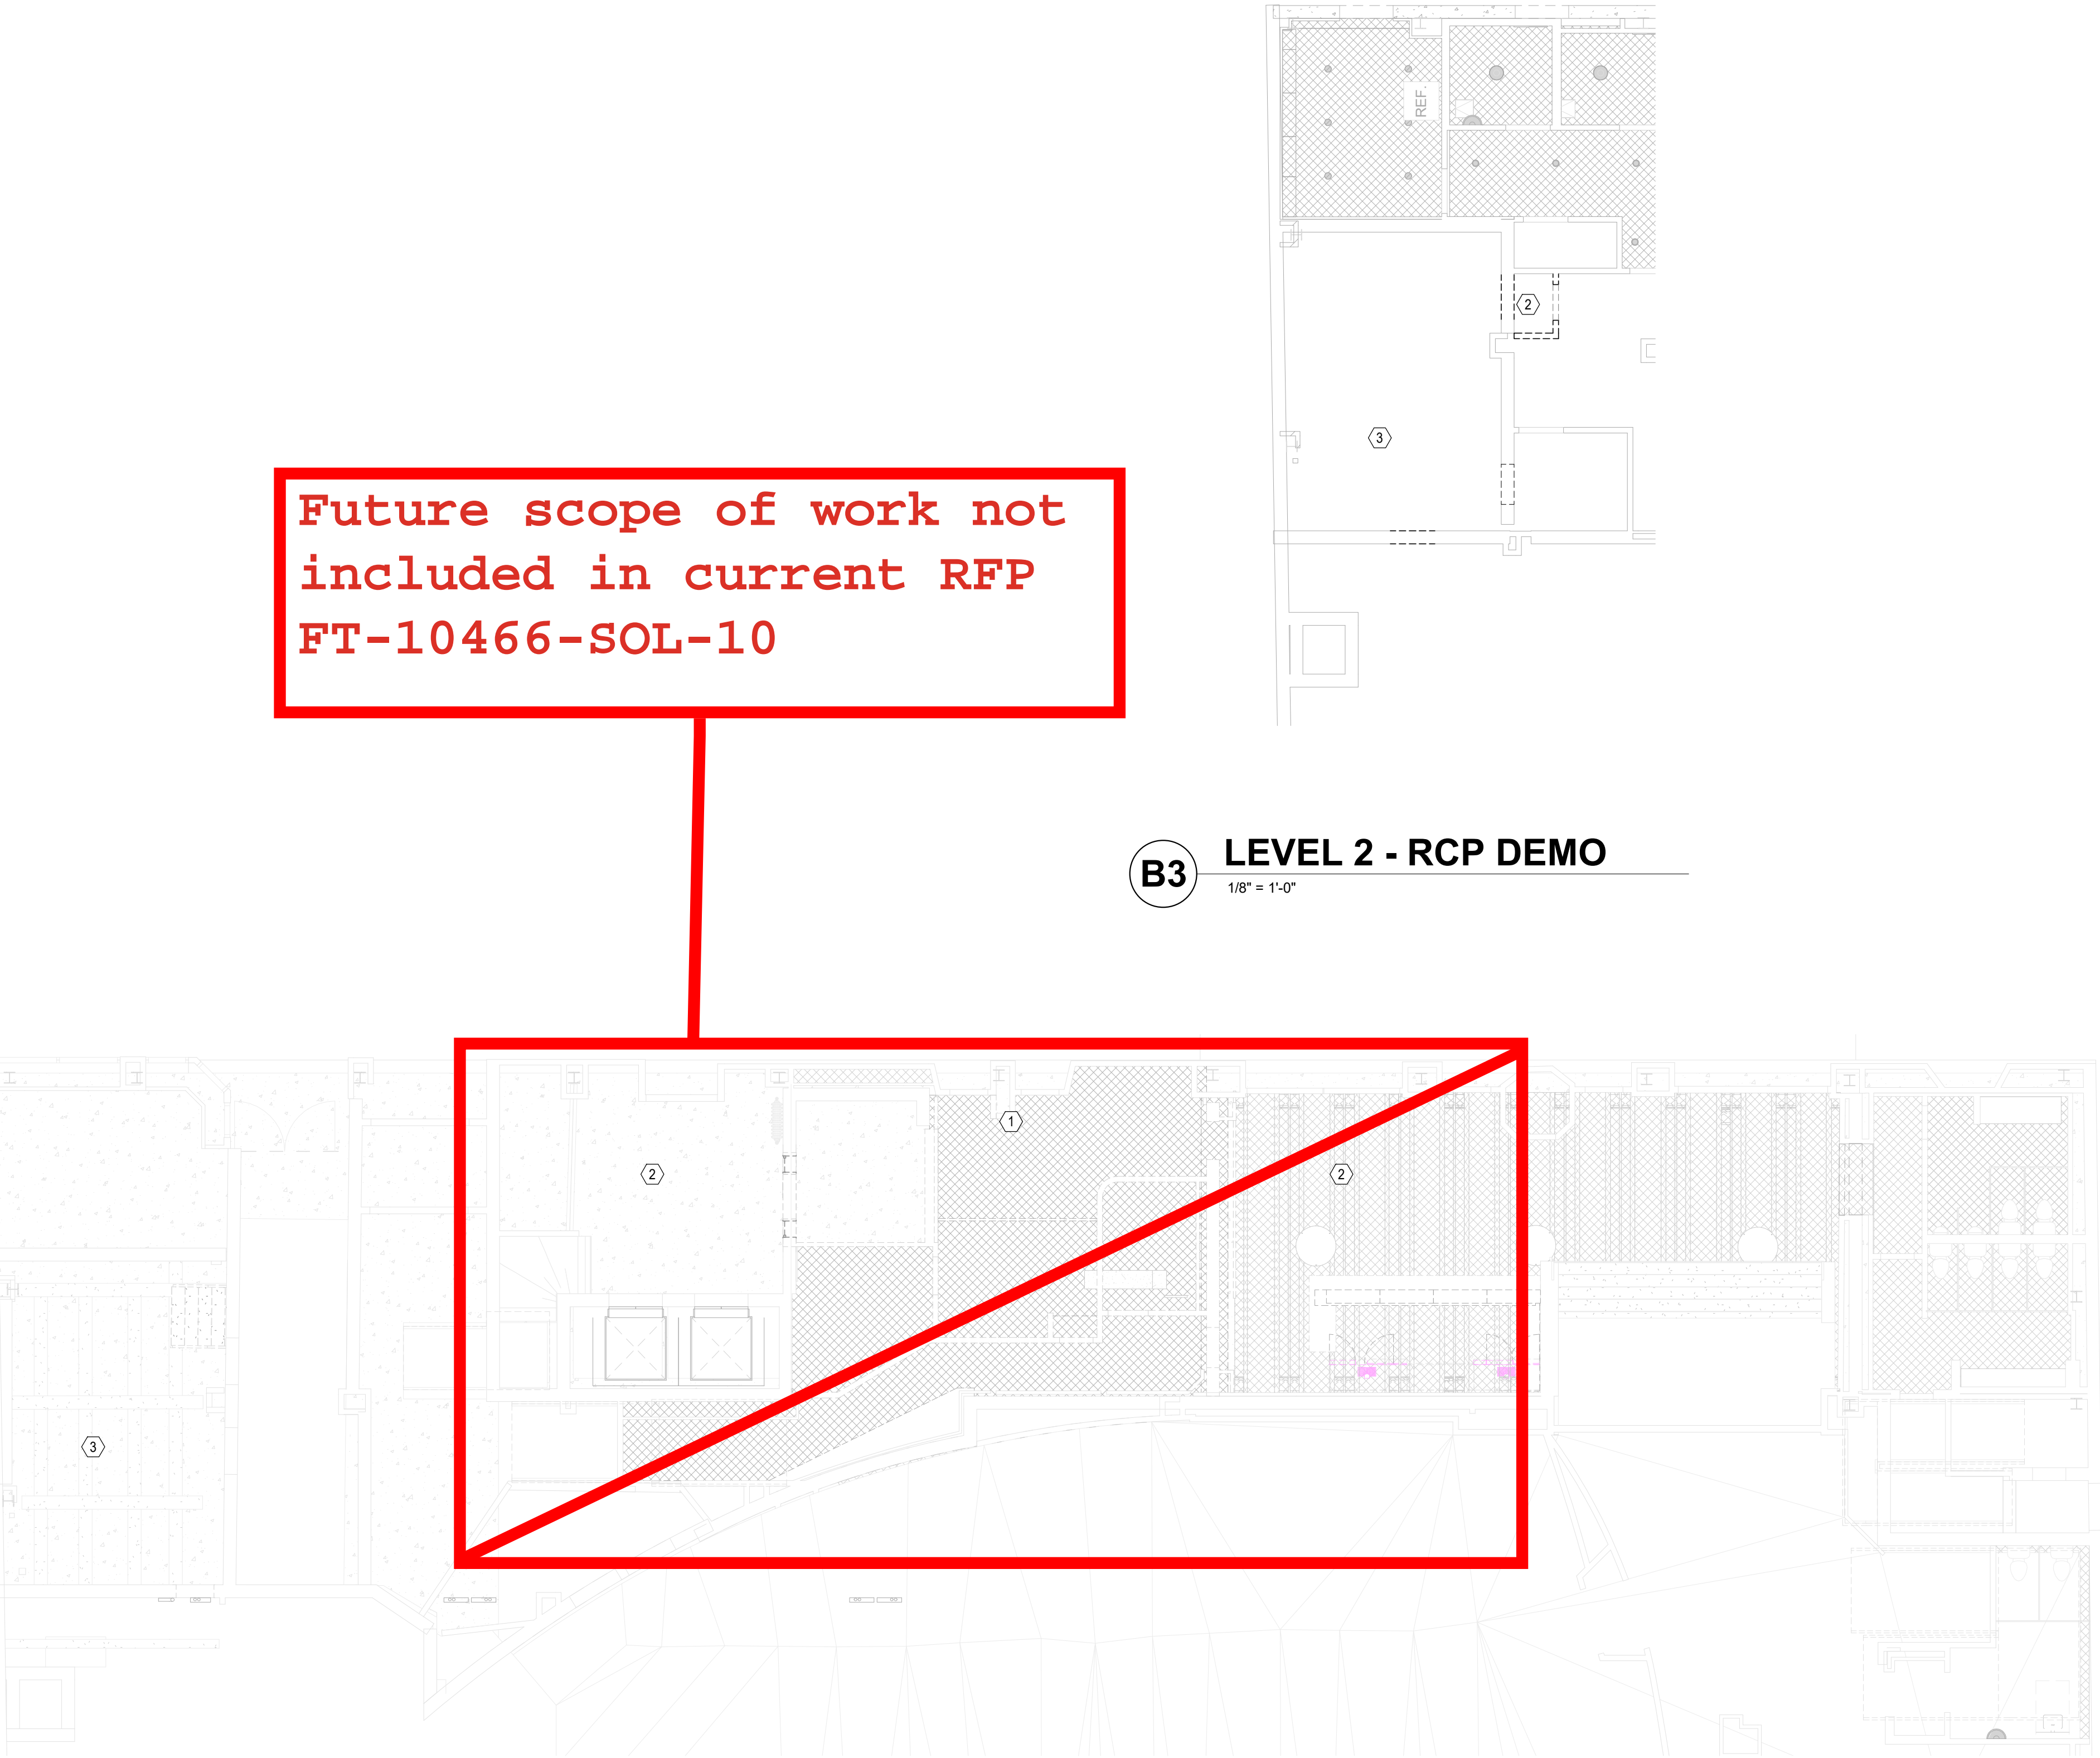 REF.
2
3
Future scope of work not
included in current RFP
FT-10466-SOL-10
B3
LEVEL 2 - RCP DEMO
1/8" = 1'-0"
1
2
2
3